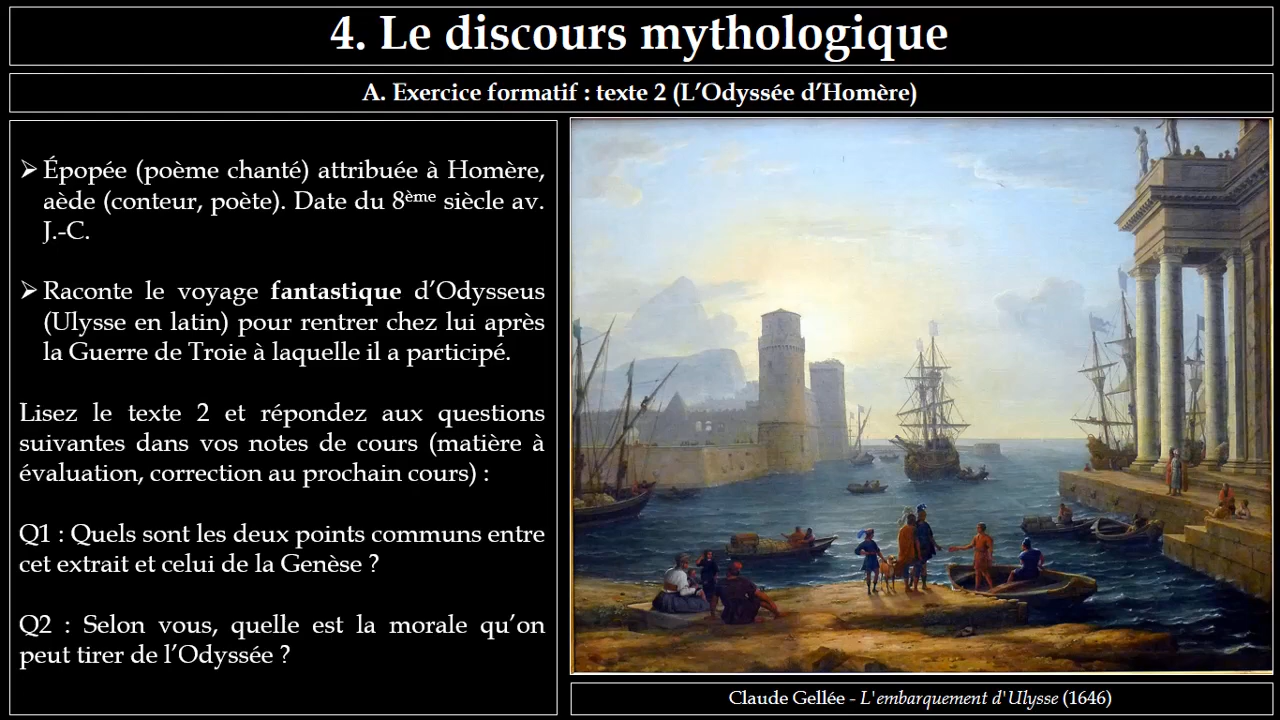 4. Le discours mythologique
A. Exercice formatif : texte 2 (L’Odyssée d’Homère)
➢ Épopée (poème chanté) attribuée à Homère,
aède (conteur, poète). Date du 8ème siècle av.
J.-C.
➢ Raconte le voyage fantastique d’Odysseus
(Ulysse en latin) pour rentrer chez lui après
la Guerre de Troie à laquelle il a participé.
Lisez le texte 2 et répondez aux questions
suivantes dans vos notes de cours (matière à
évaluation, correction au prochain cours) :
Q1 : Quels sont les deux points communs entre
cet extrait et celui de la Genèse ?
Q2 : Selon vous, quelle est la morale qu’on
peut tirer de l’Odyssée ?
Claude Gellée - L'embarquement d'Ulysse (1646)